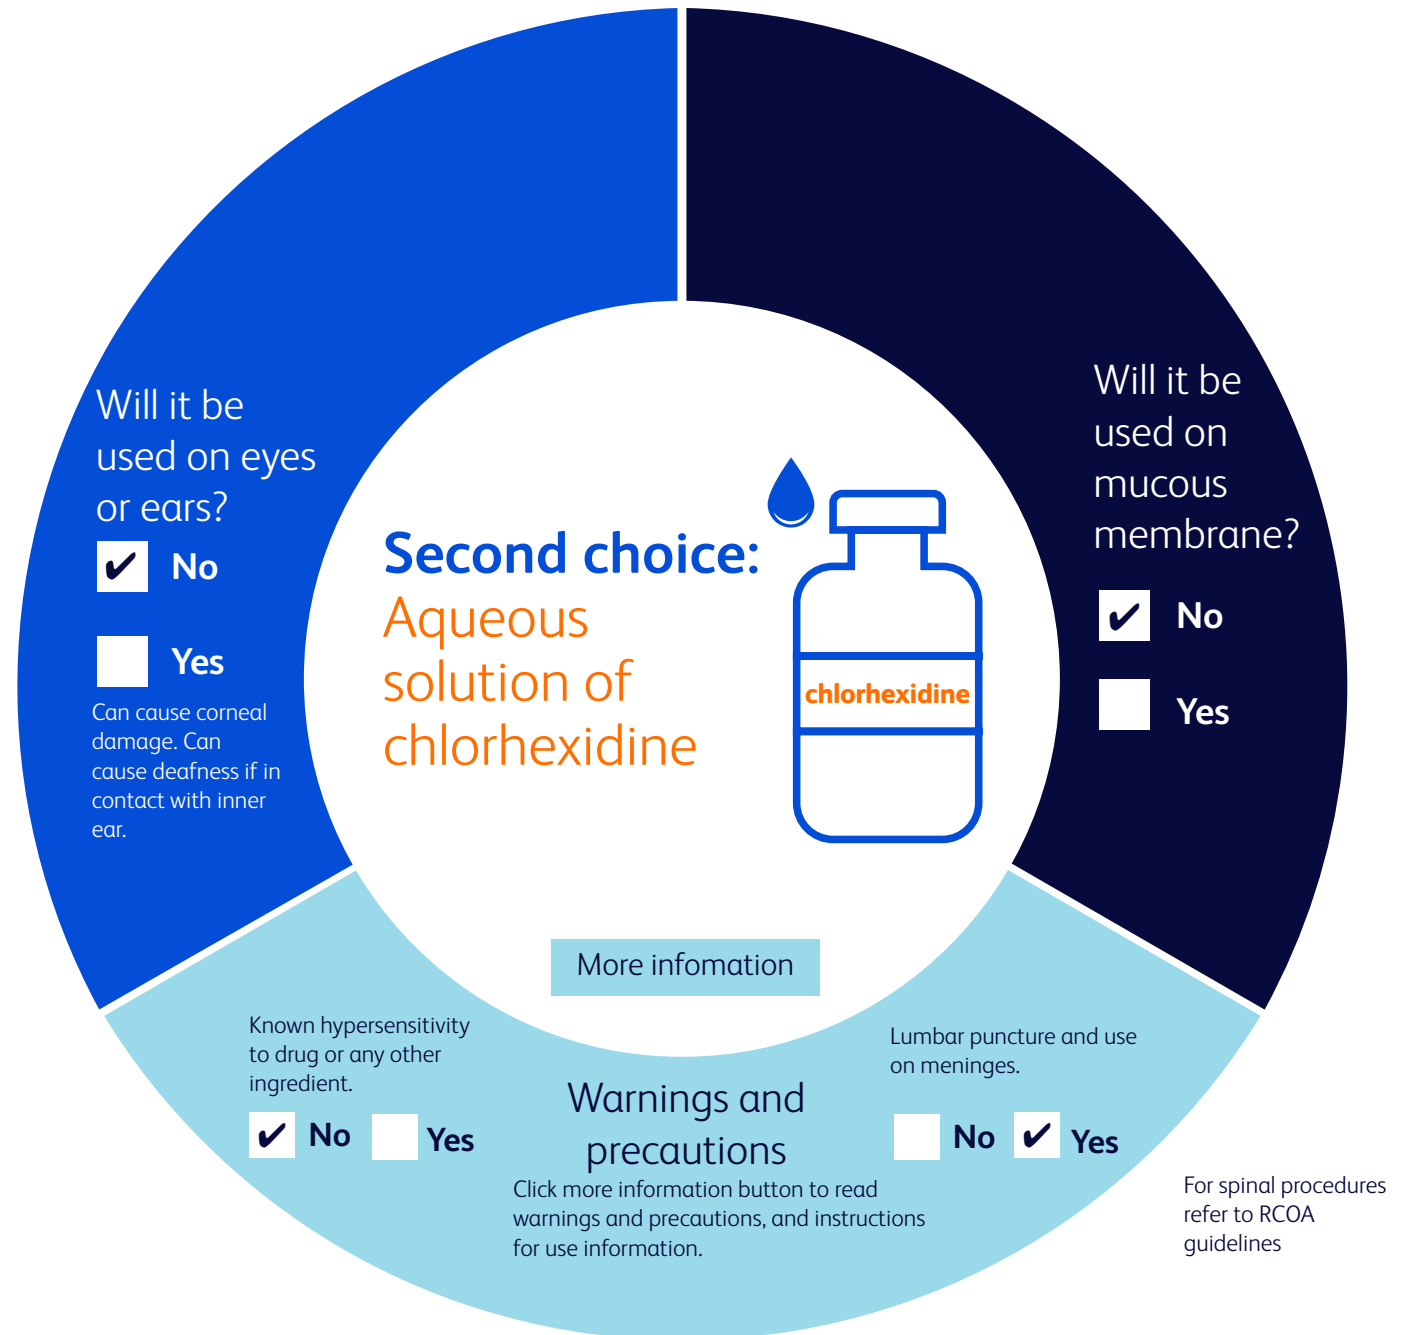 Will it be
used on eyes
or ears?
No
Yes
Can cause corneal
damage. Can
cause deafness if in
contact with inner
ear.
Second choice:
Aqueous
solution of
chlorhexidine
chlorhexidine
Will it be
used on
mucous
membrane?
No
Yes
More infomation
Known hypersensitivity
to drug or any other
ingredient.
No Yes
Warnings and
precautions
Click more information button to read
warnings and precautions, and instructions
for use information.
Lumbar puncture and use
on meninges.
No Yes
For spinal procedures
refer to RCOA
guidelines